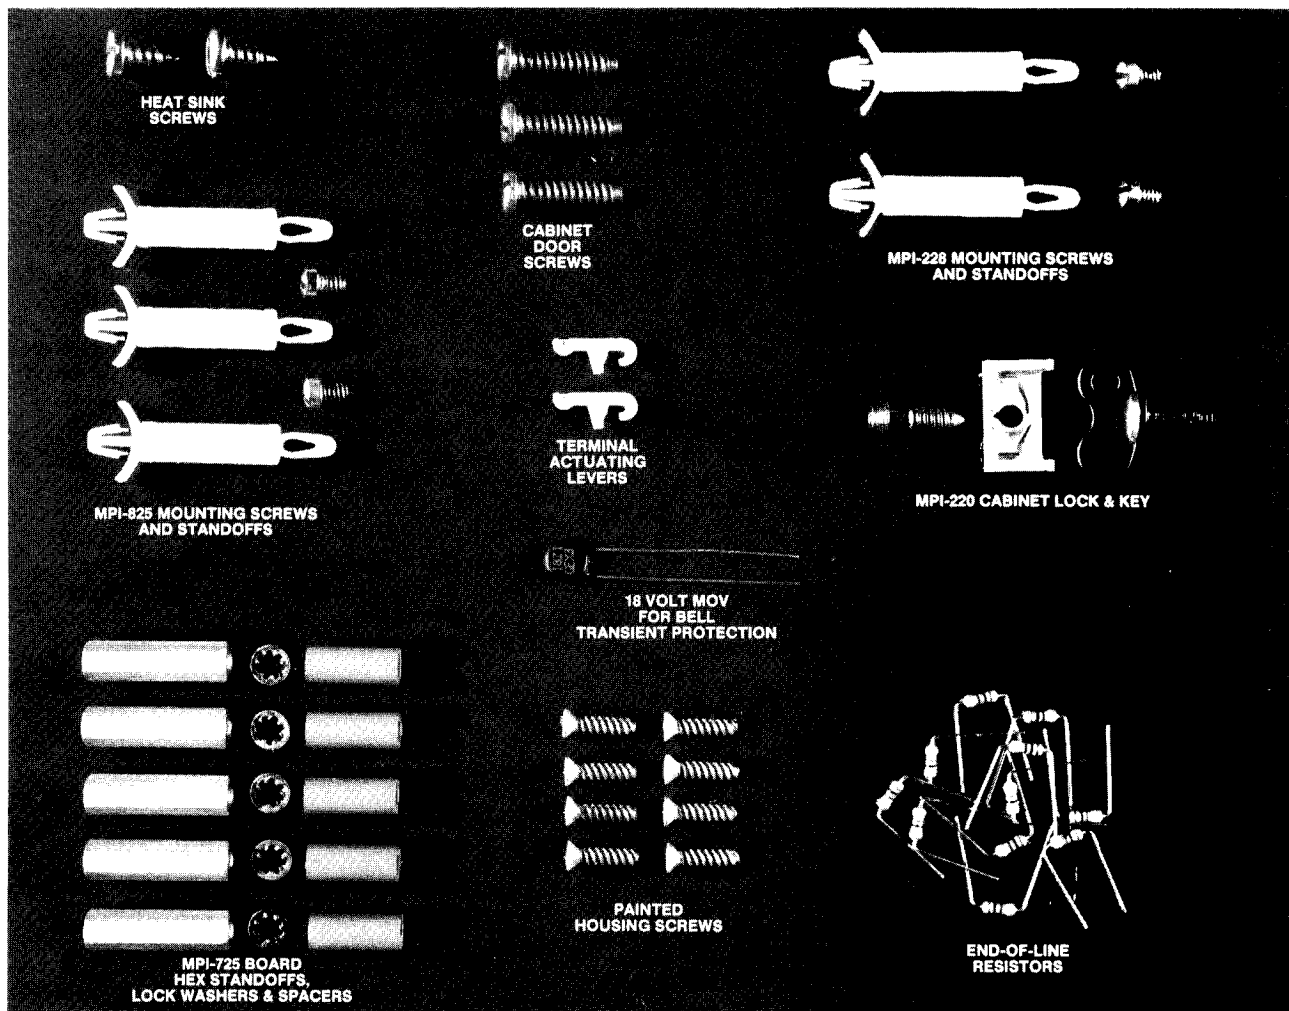 HEAT SINK
SCREWS
CABINET
DOOR
SCREWS
MPI-228 MOUNTING SCREWS
AND STANDOFFS
MPI-825 MOUNTING SCREWS
AND STANDOFFS
TERMINAL
ACTUATING
LEVERS
MPI-220 CABINET LOCK & KEY
18 VOLT MOV
FOR BELL
TRANSIENT PROTECTION
MPI-725 BOARD
HEX STANDOFFS,
LOCK WASHERS & SPACERS
PAINTED
HOUSING SCREWS
END-OF-LINE
RESISTORS